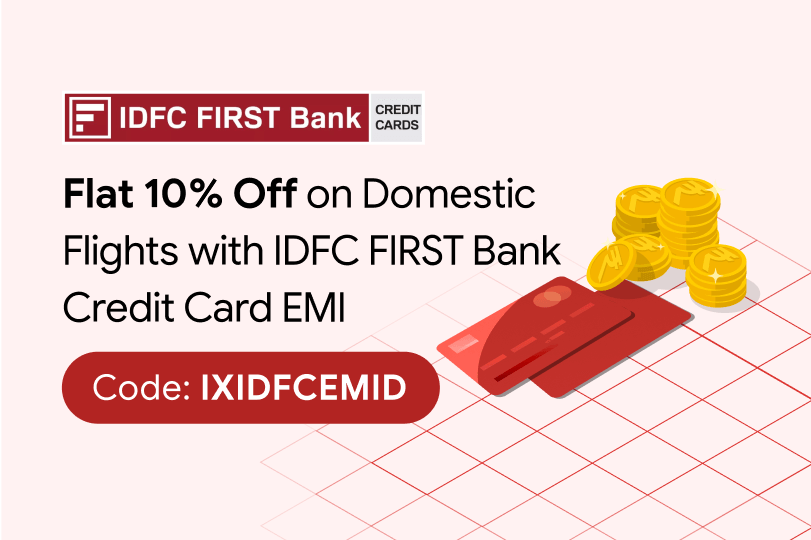 IDFC FIRST Bank
CREDIT
CARDS
Flat 10% Off on Domestic
Flights with IDFC FIRST Bank
Credit Card EMI
Code: IXIDFCEMID